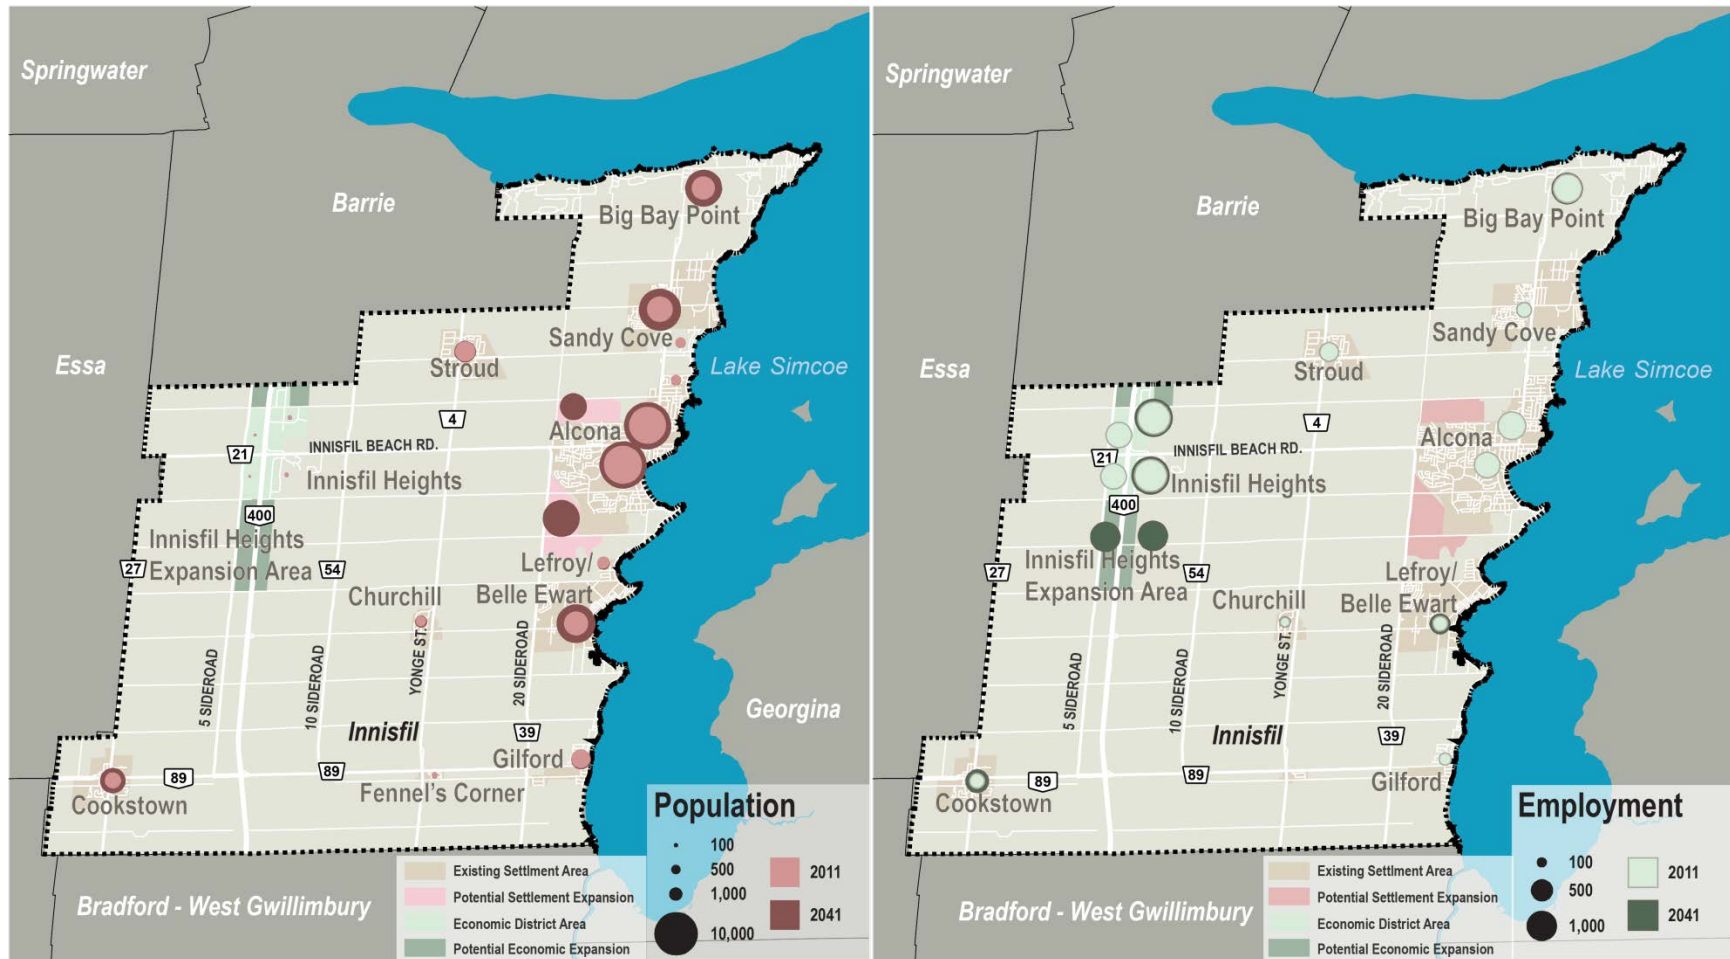 Springwater
Barrie
Big Bay Point
Essa
Sandy Cove
Stroud
Lake Simcoe
4
Alcona
21
INNISFIL BEACH RD.
Innisfil Heights
400
Innisfil Heights
Expansion Area
27
54
Lefroy/
Belle Ewart
Churchill
5 SIDEROAD
10 SIDEROAD
YONGE ST.
20 SIDEROAD
Georgina
Innisfil
39
Gilford
89
89
Cookstown
Fennel's Corner
Population
100
500
1,000
10,000
2011
2041
Existing Settlment Area
Potential Settlement Expansion
Economic District Area
Potential Economic Expansion
Bradford - West Gwillimbury
Springwater
Barrie
Big Bay Point
Essa
Sandy Cove
Stroud
Lake Simcoe
4
Alcona
21
INNISFIL BEACH RD.
Innisfil Heights
400
Innisfil Heights
Expansion Area
27
54
Lefroy/
Belle Ewart
Churchill
5 SIDEROAD
10 SIDEROAD
YONGE ST.
20 SIDEROAD
Innisfil
39
Gilford
89
89
Cookstown
Employment
100
500
1,000
2011
2041
Existing Settlment Area
Potential Settlement Expansion
Economic District Area
Potential Economic Expansion
Bradford - West Gwillimbury